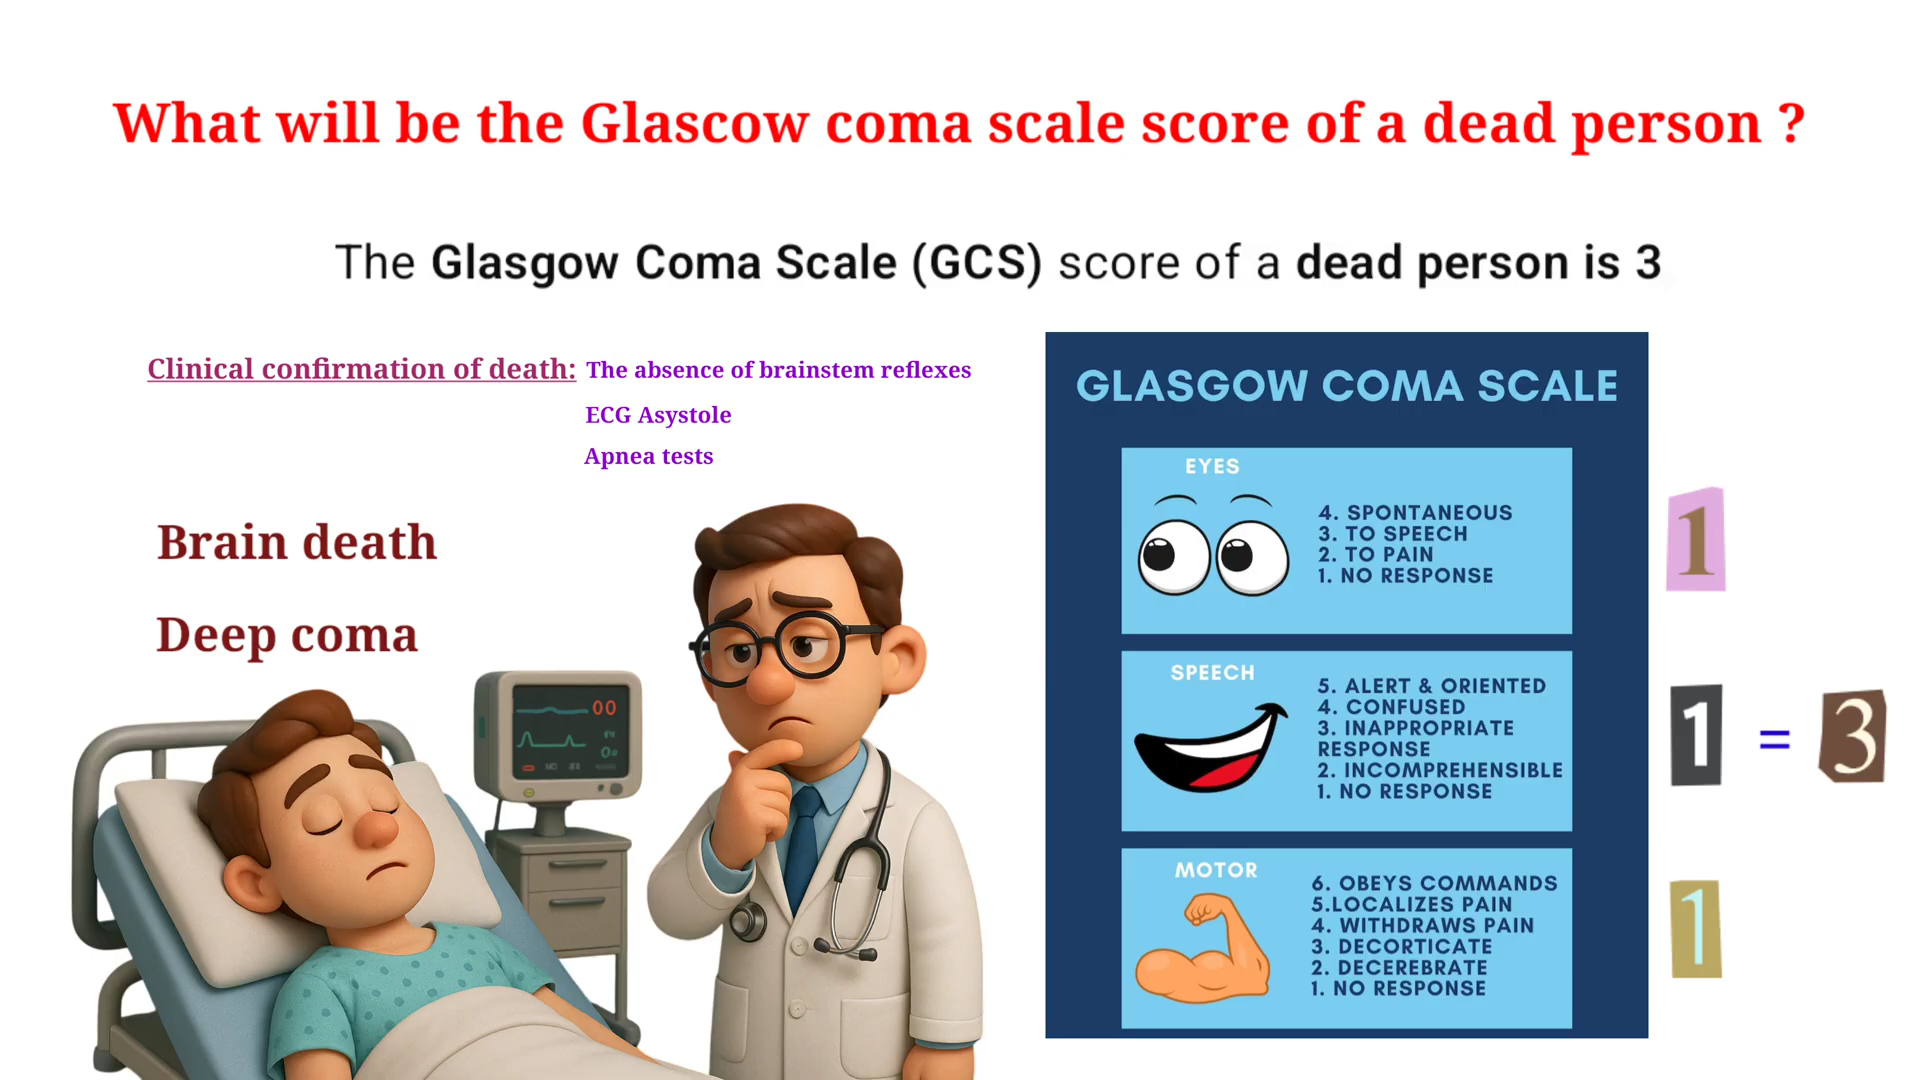 What will be the Glascow coma scale score of a dead person ?
The Glasgow Coma Scale (GCS) score of a dead person is 3
Clinical confirmation of death: The absence of brainstem reflexes
ECG Asystole
Apnea tests
Brain death
Deep coma
00
GLASGOW COMA SCALE
EYES
4. SPONTANEOUS
3. TO SPEECH
2. TO PAIN
1. NO RESPONSE
1
SPEECH
5. ALERT & ORIENTED
4. CONFUSED
3. INAPPROPRIATE
RESPONSE
2. INCOMPREHENSIBLE
1. NO RESPONSE
1 = 3
MOTOR
6. OBEYS COMMANDS
5.LOCALIZES PAIN
4. WITHDRAWS PAIN
3. DECORTICATE
2. DECEREBRATE
1. NO RESPONSE
1